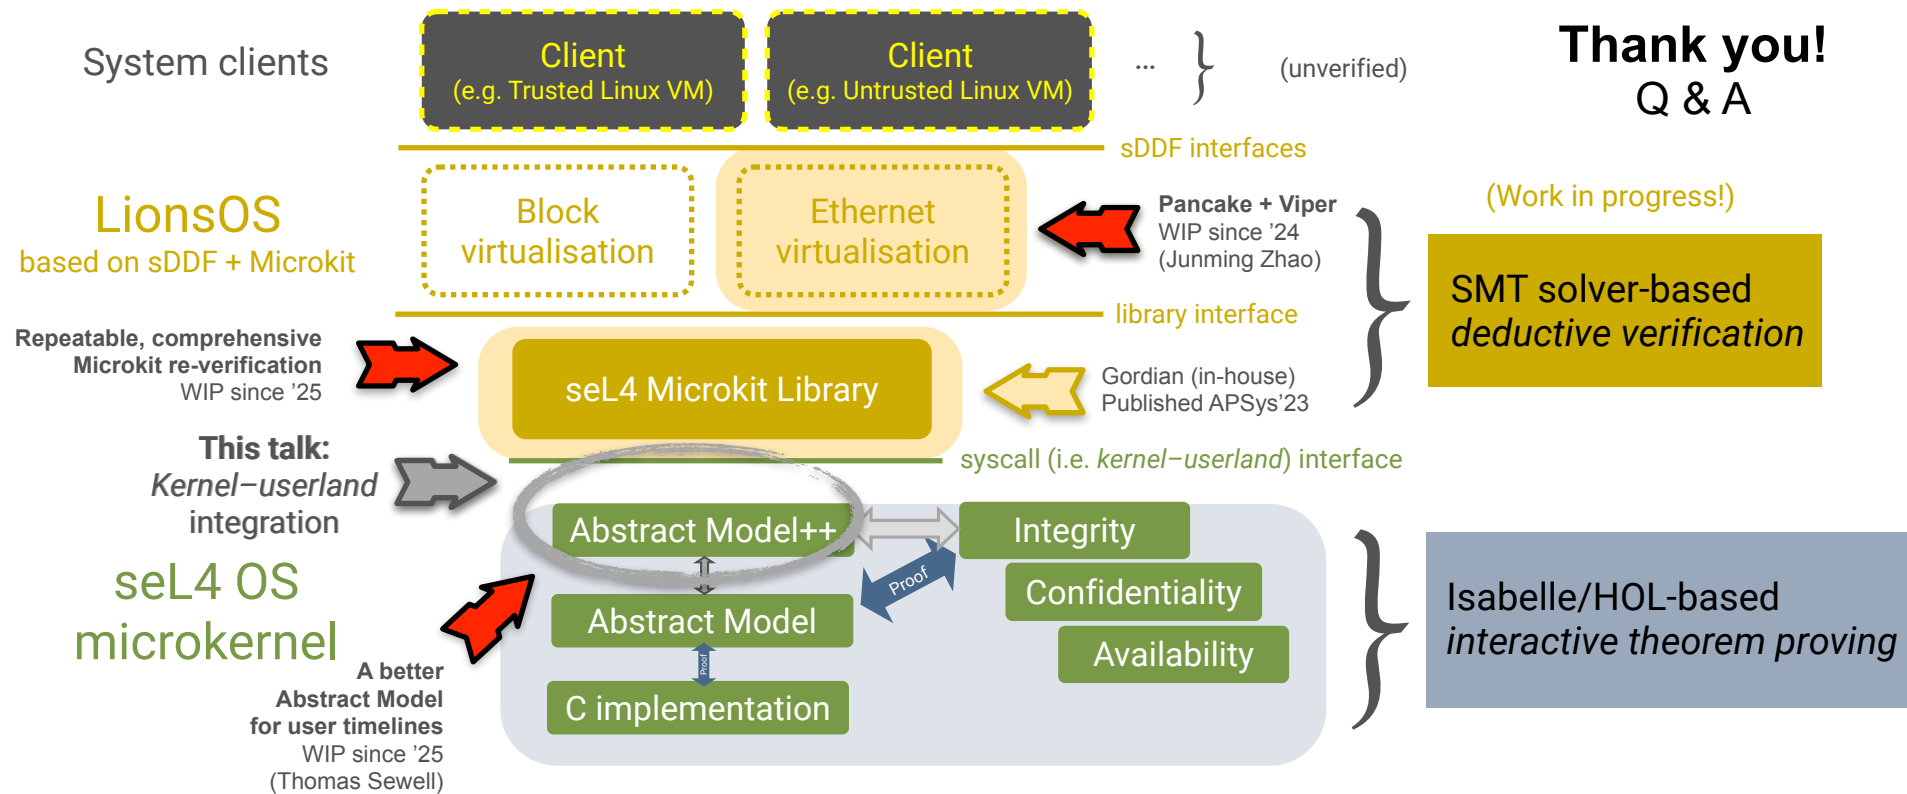 System clients
Client
(e.g. Trusted Linux VM)
Client
(e.g. Untrusted Linux VM)
...
(unverified)
Thank you!
Q & A
sDDF interfaces
LionsOS
based on sDDF + Microkit
Block
virtualisation
Ethernet
virtualisation
Pancake + Viper
WIP since ’24
(Junming Zhao)
(Work in progress!)
SMT solver-based
deductive verification
library interface
Repeatable, comprehensive
Microkit re-verification
WIP since ’25
seL4 Microkit Library
Gordian (in-house)
Published APSys’23
This talk:
Kernel–userland
integration
syscall (i.e. kernel–userland) interface
seL4 OS
microkernel
Abstract Model++
Integrity
Proof
Confidentiality
Abstract Model
Availability
Proof
C implementation
Isabelle/HOL-based
interactive theorem proving
A better
Abstract Model
for user timelines
WIP since ’25
(Thomas Sewell)